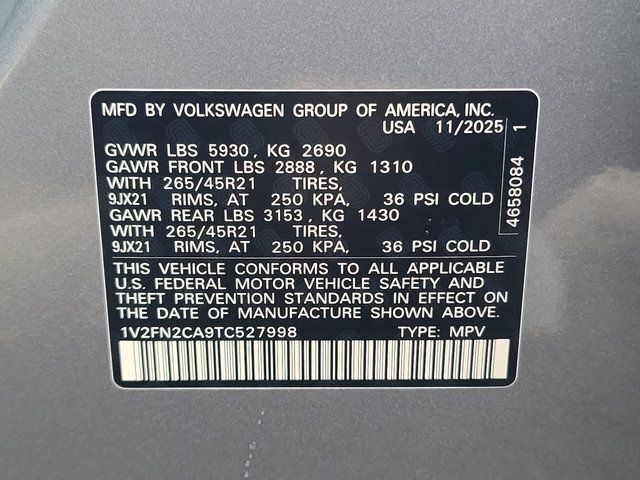 MFD BY VOLKSWAGEN GROUP OF AMERICA, INC.
USA 11/2025
GVWR LBS 5930, KG 2690
GAWR FRONT LBS 2888, KG 1310
WITH 265/45R21 TIRES,
9JX21 RIMS, AT 250 KPA, 36 PSI COLD
GAWR REAR LBS 3153, KG 1430
WITH 265/45R21 TIRES,
9JX21 RIMS, AT 250 KPA, 36 PSI COLD
THIS VEHICLE CONFORMS TO ALL APPLICABLE
U.S. FEDERAL MOTOR VEHICLE SAFETY AND
THEFT PREVENTION STANDARDS IN EFFECT ON
THE DATE OF MANUFACTURE SHOWN ABOVE.
1V2FN2CA9TC527998 TYPE: MPV
4658084 1